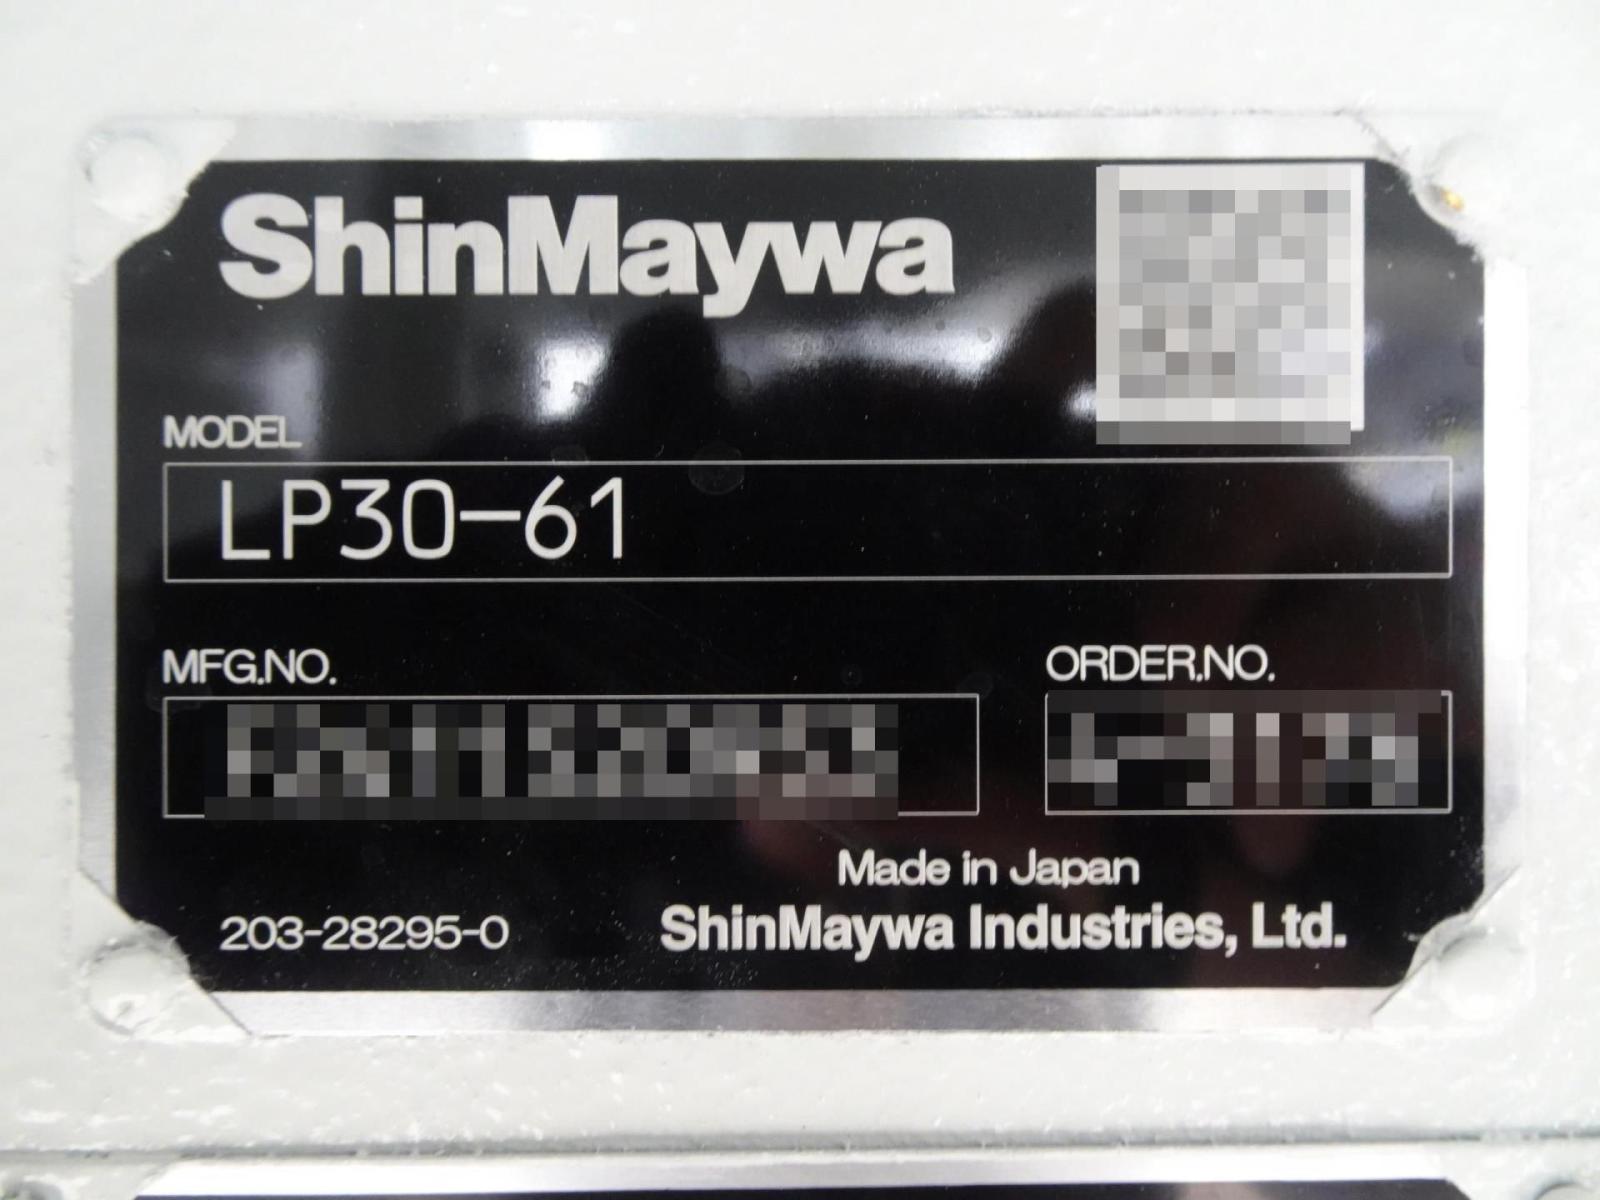 ShinMaywa
MODEL
LP30-61
MFG.NO.
ORDER.NO.
Made in Japan
203-28295-0
ShinMaywa Industries, Ltd.